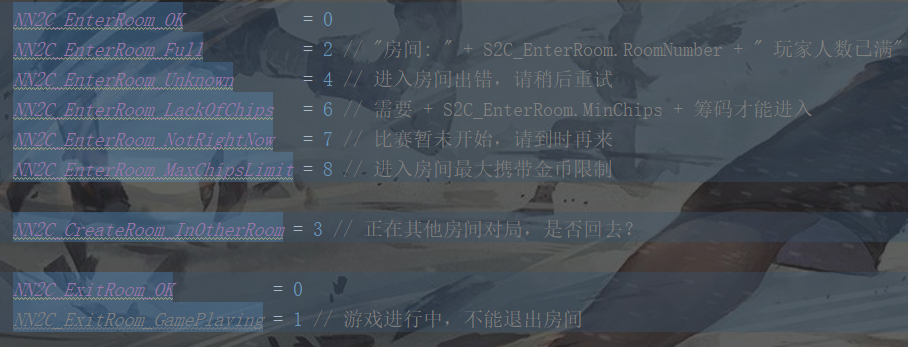 NN2C_EnterRoom_OK = 0
NN2C_EnterRoom_Full = 2 // "房间: " + S2C_EnterRoom.RoomNumber + " 玩家人数已满"
NN2C_EnterRoom_Unknown = 4 // 进入房间出错，请稍后重试
NN2C_EnterRoom_LackOfChips = 6 // 需要 + S2C_EnterRoom.MinChips + 筹码才能进入
NN2C_EnterRoom_NotRightNow = 7 // 比赛暂未开始，请到时再来
NN2C_EnterRoom_MaxChipsLimit = 8 // 进入房间最大携带金币限制
NN2C_CreateRoom_InOtherRoom = 3 // 正在其他房间对局，是否回去？
NN2C_ExitRoom_OK = 0
NN2C_ExitRoom_GamePlaying = 1 // 游戏进行中，不能退出房间